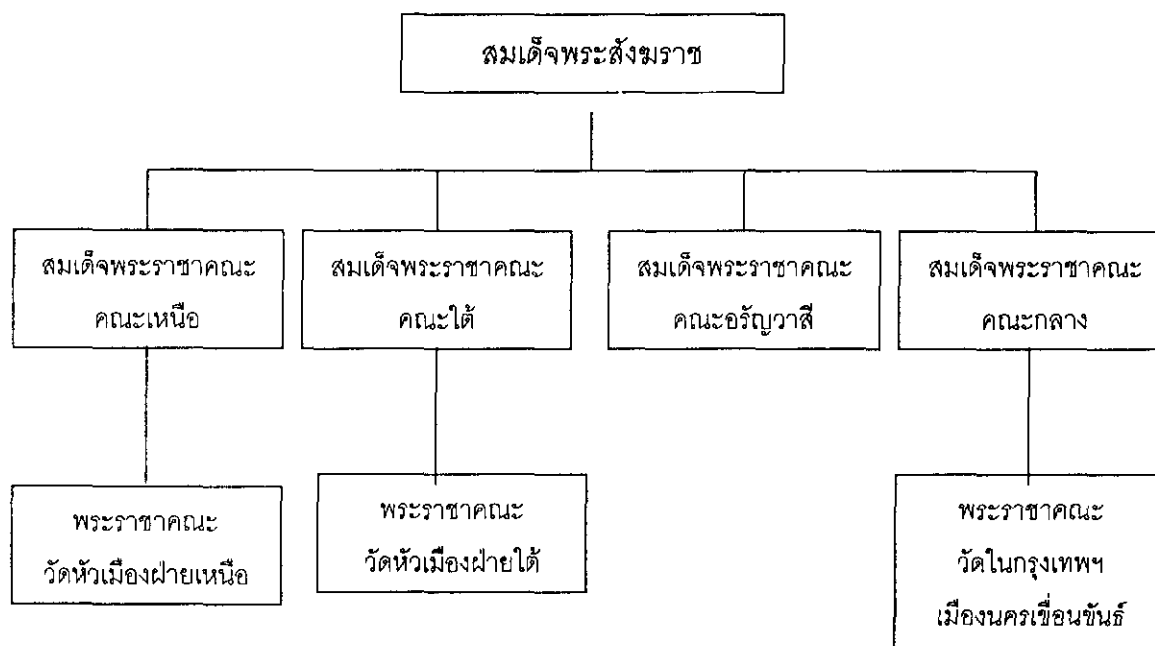 สมเด็จพระสังฆราช
สมเด็จพระราชาคณะ
คณะเหนือ
สมเด็จพระราชาคณะ
คณะใต้
สมเด็จพระราชาคณะ
คณะอรัญวาสี
สมเด็จพระราชาคณะ
คณะกลาง
พระราชาคณะ
วัดหัวเมืองฝ่ายเหนือ
พระราชาคณะ
วัดหัวเมืองฝ่ายใต้
พระราชาคณะ
วัดในกรุงเทพฯ
เมืองนครเขื่อนขันธ์